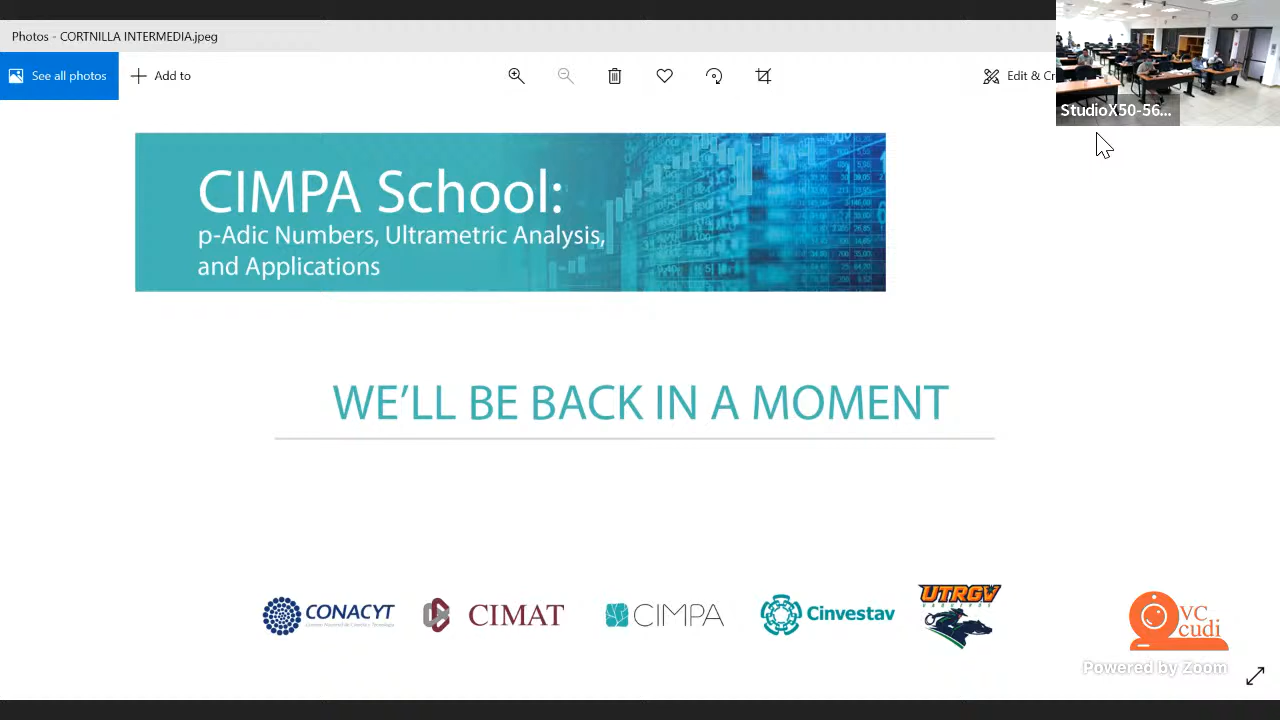 Photos - CORTNILLA INTERMEDIA.jpeg
See all photos
Add to
Edit & Cr
StudioX50-56...
CIMPA School:
p-Adic Numbers, Ultrametric Analysis,
and Applications
WE'LL BE BACK IN A MOMENT
CONACYT
CIMAT
CIMPA
Cinvestav
UTRGV
VAQUEROS
VC
cudi
Powered by Zoom